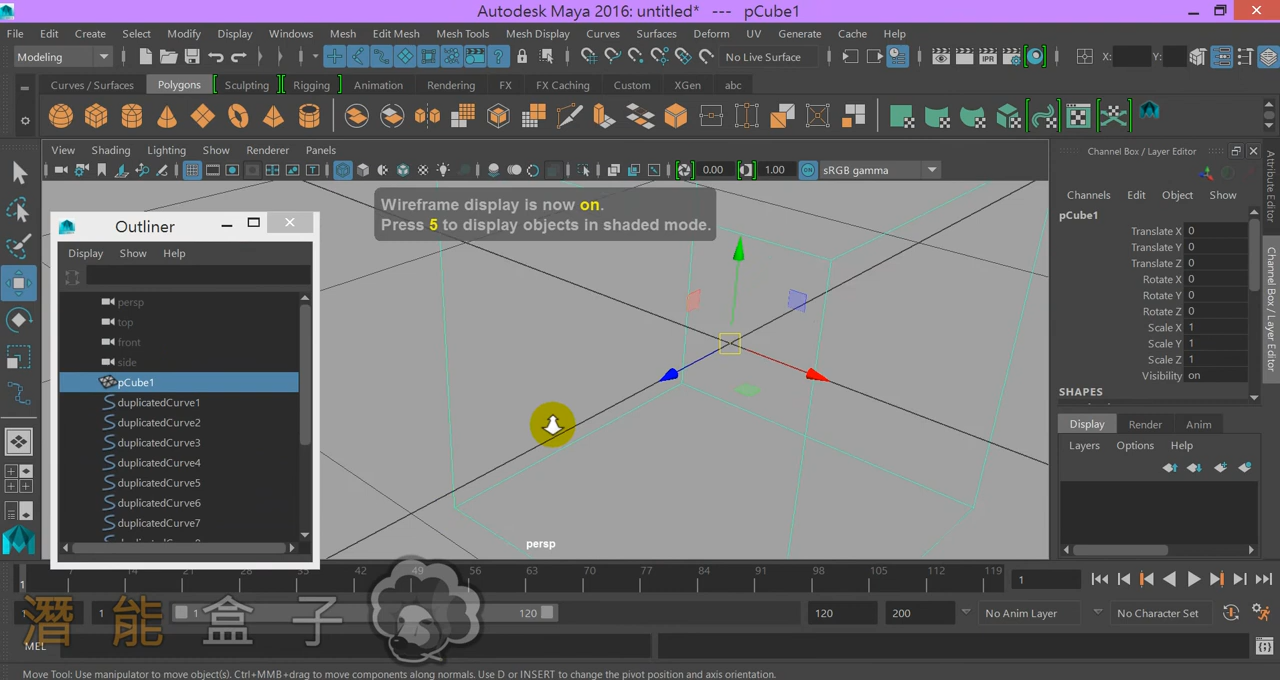 Autodesk Maya 2016: untitled*   ---   pCube1
File Edit Create Select Modify Display Windows Mesh Edit Mesh Mesh Tools Mesh Display Curves Surfaces Deform UV Generate Cache Help
Modeling No Live Surface X: Y:
Curves / Surfaces Polygons Sculpting Rigging Animation Rendering FX FX Caching Custom XGen abc
View Shading Lighting Show Renderer Panels
0.00 1.00 sRGB gamma
Wireframe display is now on.
Press 5 to display objects in shaded mode.
Outliner
Display Show Help
persp
top
front
side
pCube1
duplicatedCurve1
duplicatedCurve2
duplicatedCurve3
duplicatedCurve4
duplicatedCurve5
duplicatedCurve6
duplicatedCurve7
persp
Channel Box / Layer Editor
Channels Edit Object Show
pCube1
Translate X 0
Translate Y 0
Translate Z 0
Rotate X 0
Rotate Y 0
Rotate Z 0
Scale X 1
Scale Y 1
Scale Z 1
Visibility on
SHAPES
Display Render Anim
Layers Options Help
Attribute Editor
Channel Box / Layer Editor
1 7 14 21 28 35 42 49 56 63 70 77 84 91 98 105 112 119 1
1 1 1 120 120 200 No Anim Layer No Character Set
潛能盒子
MEL
Move Tool: Use manipulator to move object(s). Ctrl+MMB+drag to move components along normals. Use D or INSERT to change the pivot position and axis orientation.